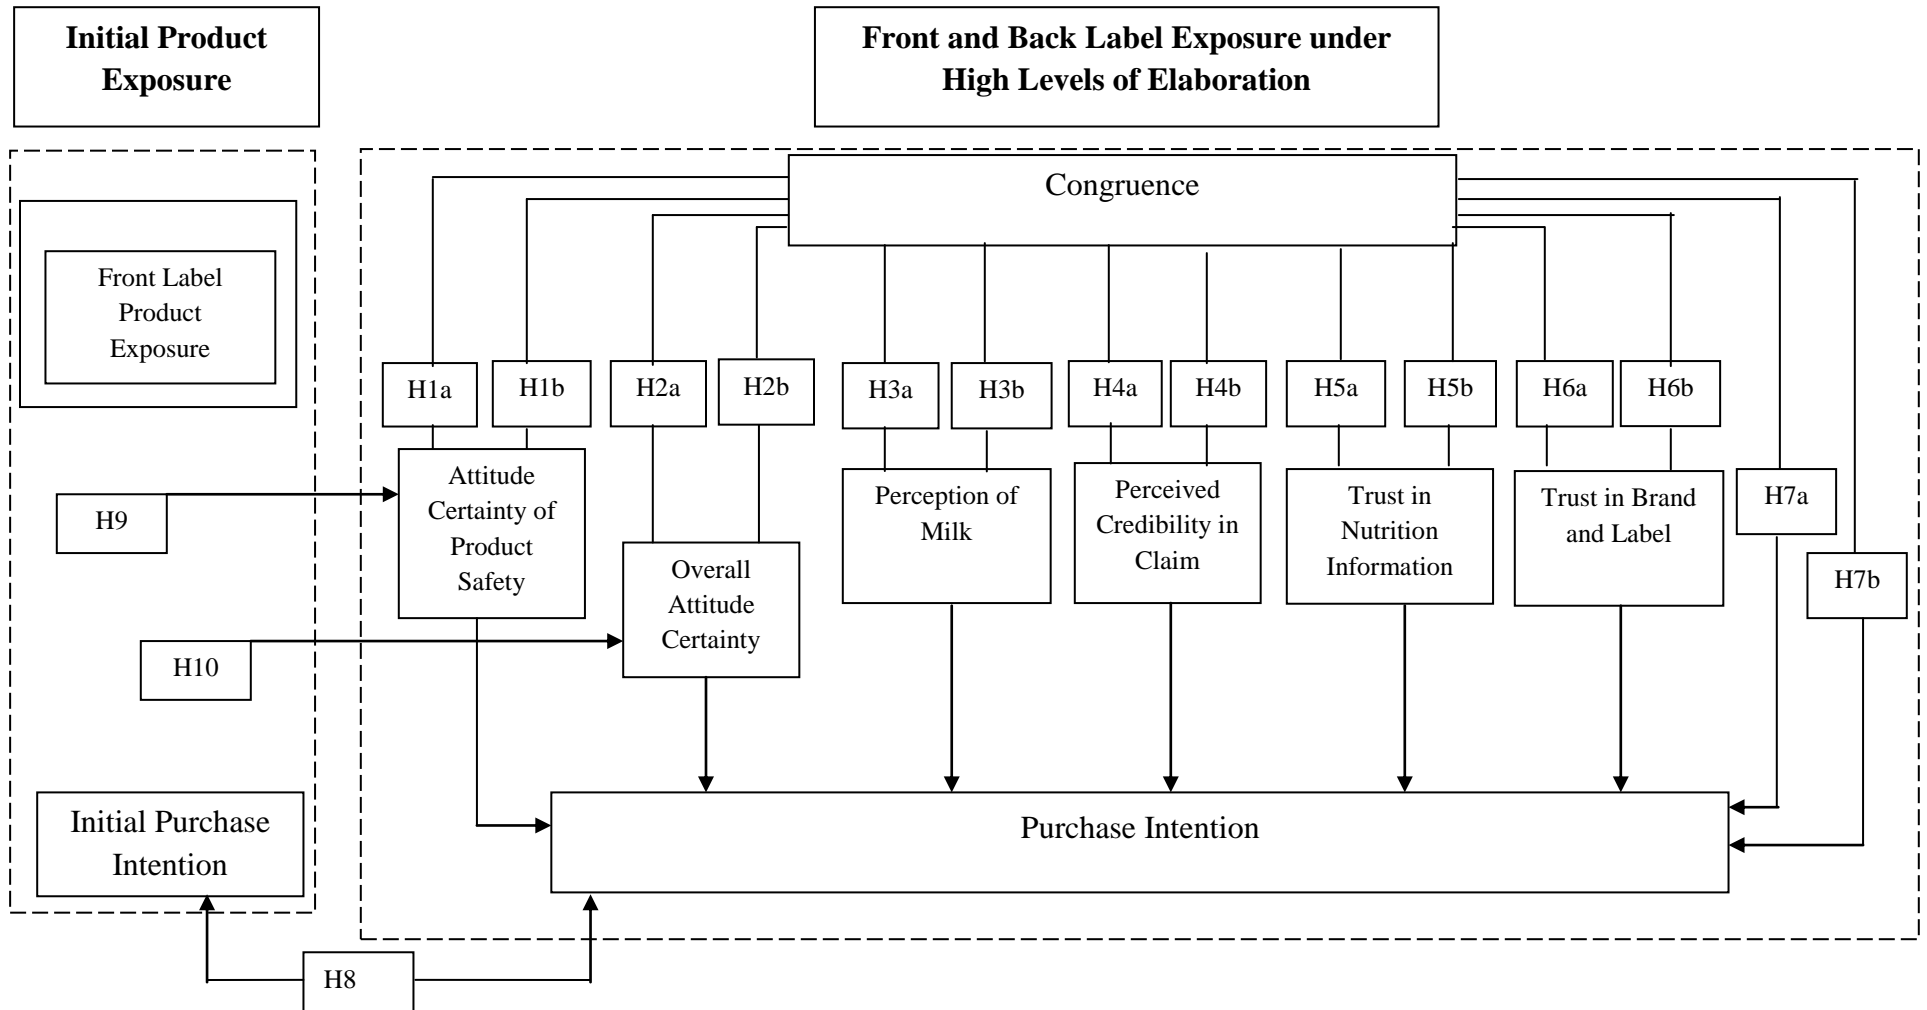 Initial Product
Exposure
Front and Back Label Exposure under
High Levels of Elaboration
Congruence
Front Label
Product
Exposure
H1a
H1b
H2a
H2b
H3a
H3b
H4a
H4b
H5a
H5b
H6a
H6b
Attitude
Certainty of
Product
Safety
Perception of
Milk
Perceived
Credibility in
Claim
Trust in
Nutrition
Information
Trust in Brand
and Label
H7a
H9
Overall
Attitude
Certainty
H7b
H10
Initial Purchase
Intention
Purchase Intention
H8